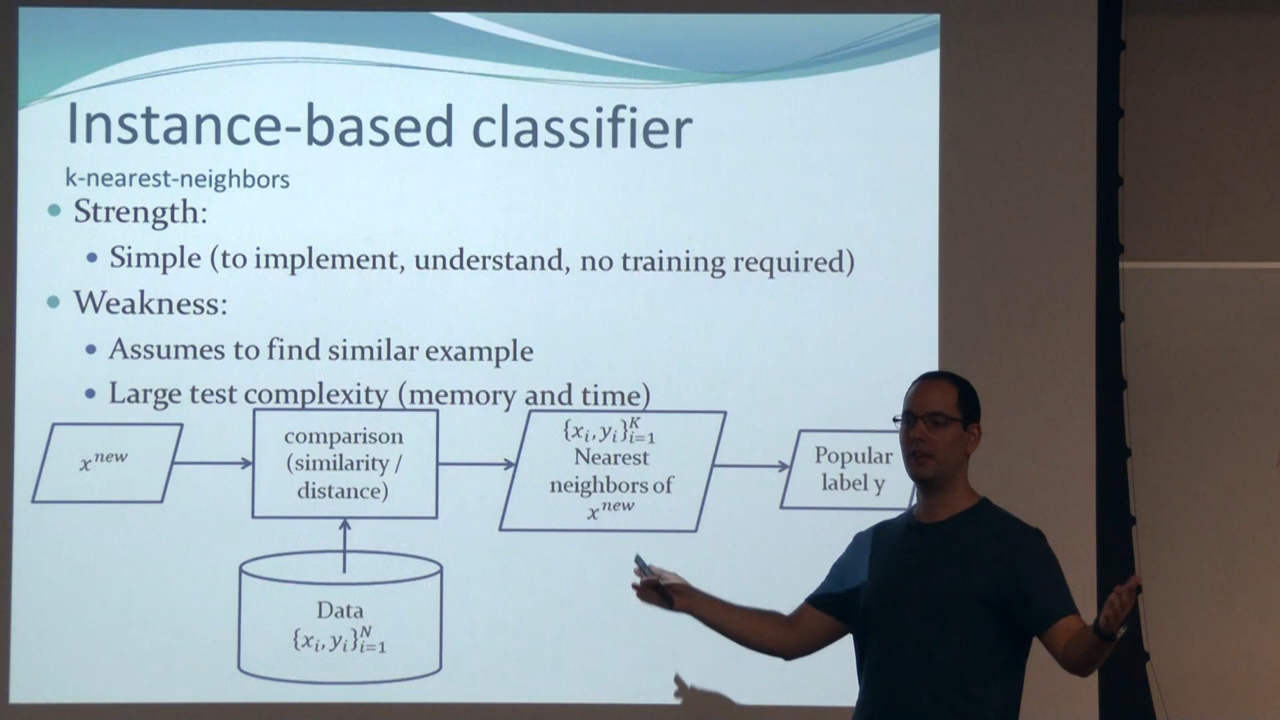 Instance-based classifier
k-nearest-neighbors
Strength:
Simple (to implement, understand, no training required)
Weakness:
Assumes to find similar example
Large test complexity (memory and time)
x^new
comparison
(similarity /
distance)
{x_i, y_i}_{i=1}^K
Nearest
neighbors of
x^new
Popular
label y
Data
{x_i, y_i}_{i=1}^N